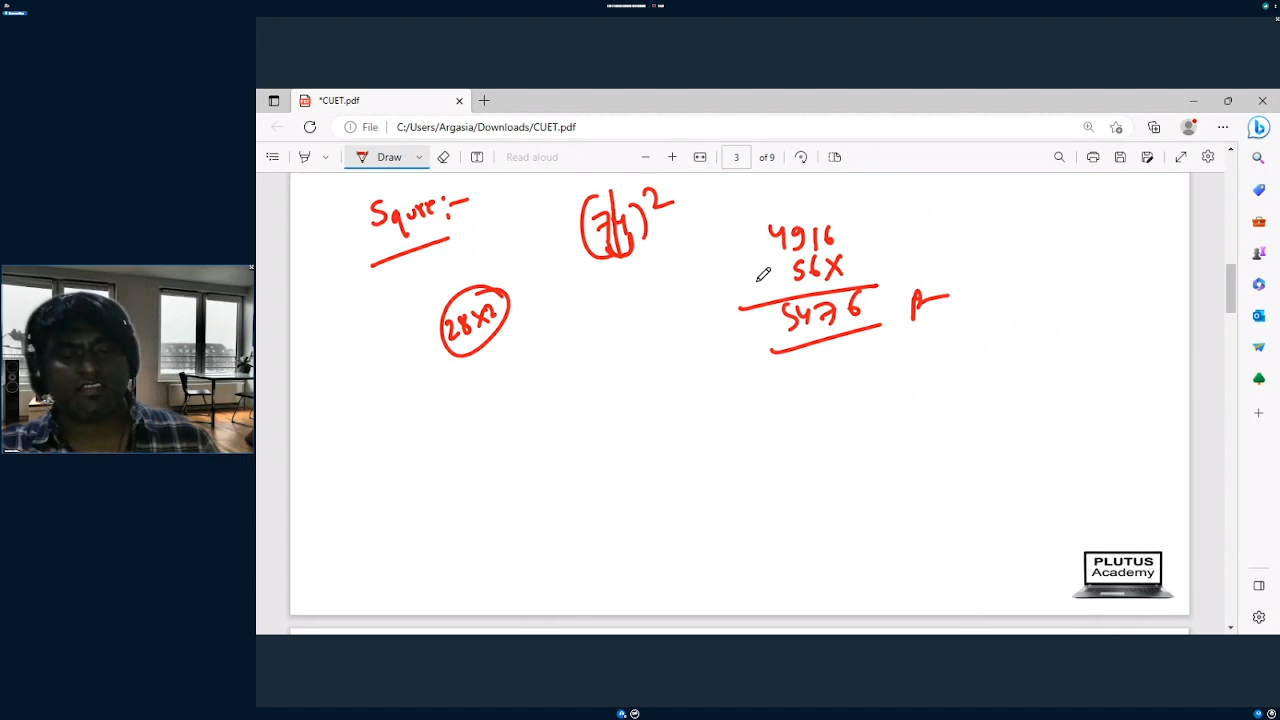 *CUET.pdf
File C:/Users/Argasia/Downloads/CUET.pdf
Draw Read aloud 3 of 9
Squre:-
(74)²
4916
56X
5476 A
28x2
PLUTUS
Academy